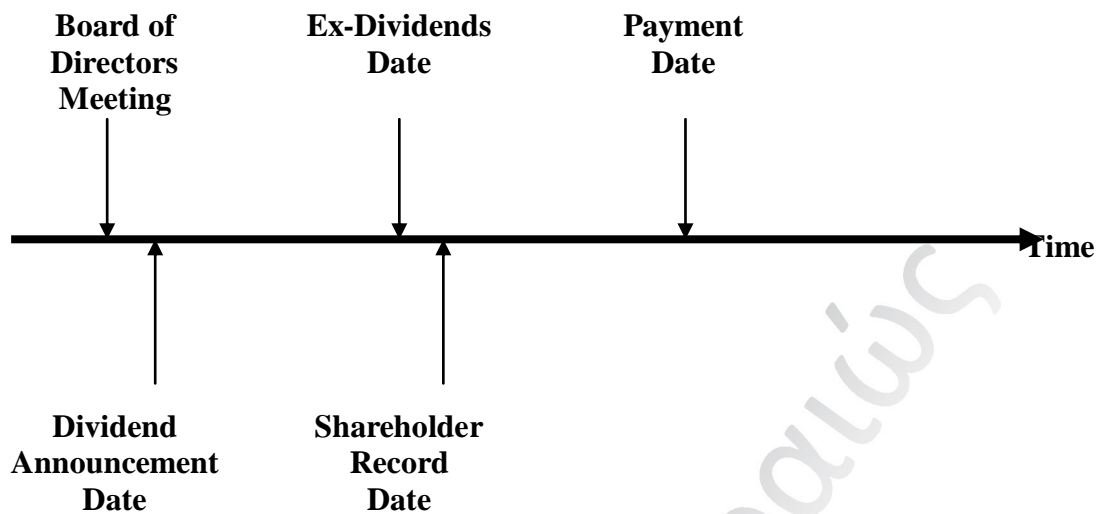 Board of
Directors
Meeting
Ex-Dividends
Date
Payment
Date
Time
Dividend
Announcement
Date
Shareholder
Record
Date